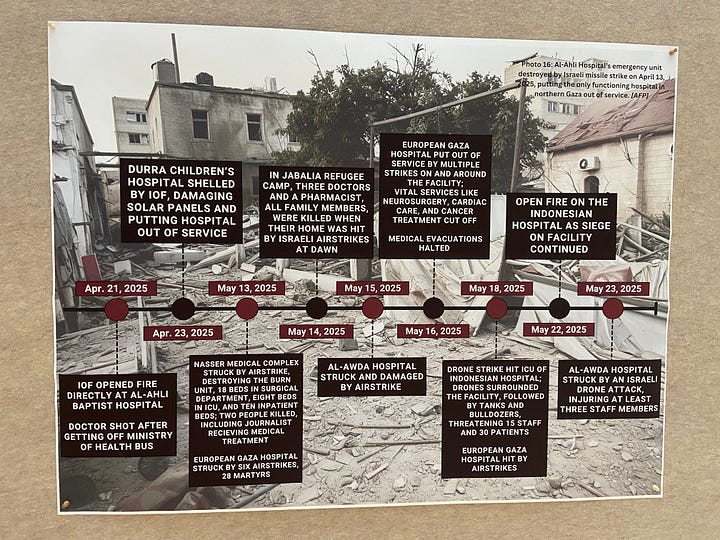 Photo 16: Al-Ahli Hospital's emergency unit
destroyed by Israeli missile strike on April 13,
2025, putting the only functioning hospital in
northern Gaza out of service. [AFP]
DURRA CHILDREN'S
HOSPITAL SHELLED
BY IOF, DAMAGING
SOLAR PANELS AND
PUTTING HOSPITAL
OUT OF SERVICE
IN JABALIA REFUGEE
CAMP, THREE DOCTORS
AND A PHARMACIST,
ALL FAMILY MEMBERS,
WERE KILLED WHEN
THEIR HOME WAS HIT
BY ISRAELI AIRSTRIKES
AT DAWN
EUROPEAN GAZA
HOSPITAL PUT OUT OF
SERVICE BY MULTIPLE
STRIKES ON AND AROUND
THE FACILITY;
VITAL SERVICES LIKE
NEUROSURGERY, CARDIAC
CARE, AND CANCER
TREATMENT CUT OFF
MEDICAL EVACUATIONS
HALTED
OPEN FIRE ON THE
INDONESIAN
HOSPITAL AS SIEGE
ON FACILITY
CONTINUED
Apr. 21, 2025
May 13, 2025
May 15, 2025
May 18, 2025
May 23, 2025
Apr. 23, 2025
May 14, 2025
May 16, 2025
May 22, 2025
IOF OPENED FIRE
DIRECTLY AT AL-AHLI
BAPTIST HOSPITAL
DOCTOR SHOT AFTER
GETTING OFF MINISTRY
OF HEALTH BUS
NASSER MEDICAL COMPLEX
STRUCK BY AIRSTRIKE,
DESTROYING THE BURN
UNIT, 18 BEDS IN SURGICAL
DEPARTMENT, EIGHT BEDS
IN ICU, AND TEN INPATIENT
BEDS; TWO PEOPLE KILLED,
INCLUDING JOURNALIST
RECIEVING MEDICAL
TREATMENT
EUROPEAN GAZA HOSPITAL
STRUCK BY SIX AIRSTRIKES,
28 MARTYRS
AL-AWDA HOSPITAL
STRUCK AND DAMAGED
BY AIRSTRIKE
DRONE STRIKE HIT ICU OF
INDONESIAN HOSPITAL;
DRONES SURROUNDED
THE FACILITY, FOLLOWED
BY TANKS AND
BULLDOZERS,
THREATENING 15 STAFF
AND 30 PATIENTS
EUROPEAN GAZA
HOSPITAL HIT BY
AIRSTRIKES
AL-AWDA HOSPITAL
STRUCK BY AN ISRAELI
DRONE ATTACK,
INJURING AT LEAST
THREE STAFF MEMBERS